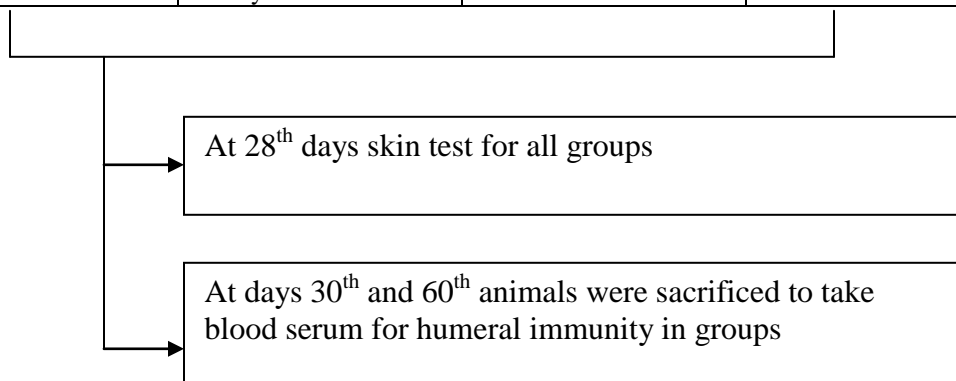 At 28th days skin test for all groups
At days 30th and 60th animals were sacrificed to take
blood serum for humeral immunity in groups